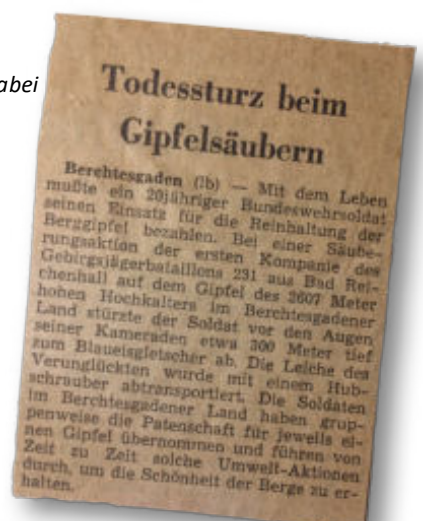 abei
Todessturz beim
Gipfelsäubern
Berchtesgaden (lb) — Mit dem Leben
mußte ein 20jähriger Bundeswehrsoldat
seinen Einsatz für die Reinhaltung der
Berggipfel bezahlen. Bei einer Säube-
rungsaktion der ersten Kompanie des
Gebirgsjägerbataillons 231 aus Bad Rei-
chenhall auf dem Gipfel des 2607 Meter
hohen Hochkalters im Berchtesgadener
Land stürzte der Soldat vor den Augen
seiner Kameraden etwa 300 Meter tief
zum Blaueisgletscher ab. Die Leiche des
Verunglückten wurde mit einem Hub-
schrauber abtransportiert. Die Soldaten
im Berchtesgadener Land haben grup-
penweise die Patenschaft für jeweils ei-
nen Gipfel übernommen und führen von
Zeit zu Zeit solche Umwelt-Aktionen
durch, um die Schönheit der Berge zu er-
halten.